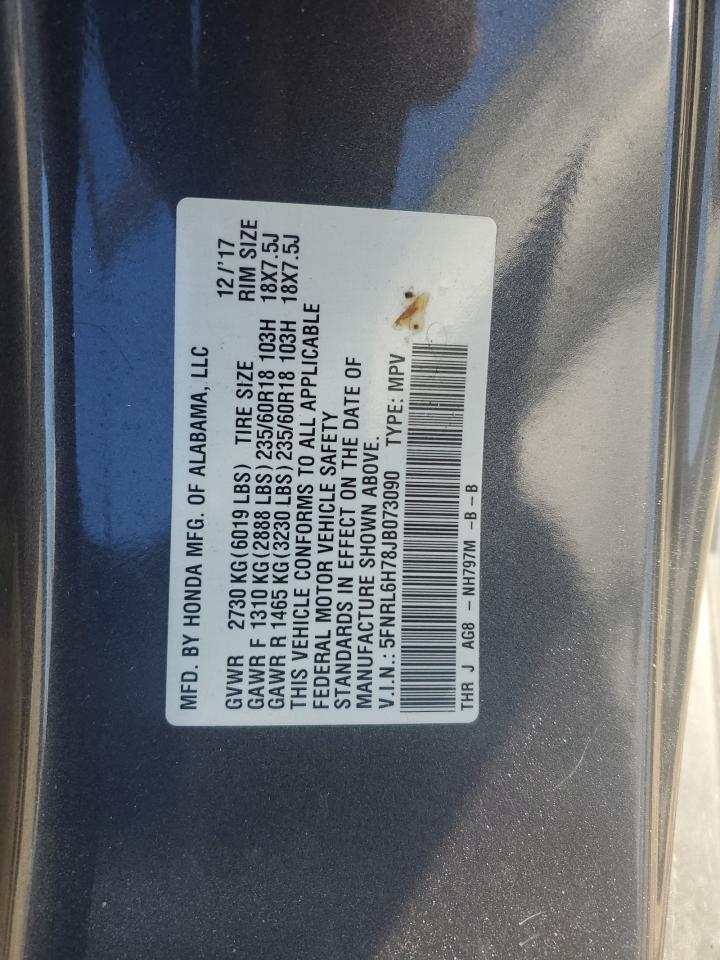 MFD. BY HONDA MFG. OF ALABAMA, LLC 12/'17
GVWR 2730 KG(6019 LBS) TIRE SIZE RIM SIZE
GAWR F 1310 KG(2888 LBS)235/60R18 103H 18X7.5J
GAWR R 1465 KG(3230 LBS)235/60R18 103H 18X7.5J
THIS VEHICLE CONFORMS TO ALL APPLICABLE
FEDERAL MOTOR VEHICLE SAFETY
STANDARDS IN EFFECT ON THE DATE OF
MANUFACTURE SHOWN ABOVE.
V.I.N.: 5FNRL6H78JB073090 TYPE: MPV
THR J AG8 - NH797M -B-B